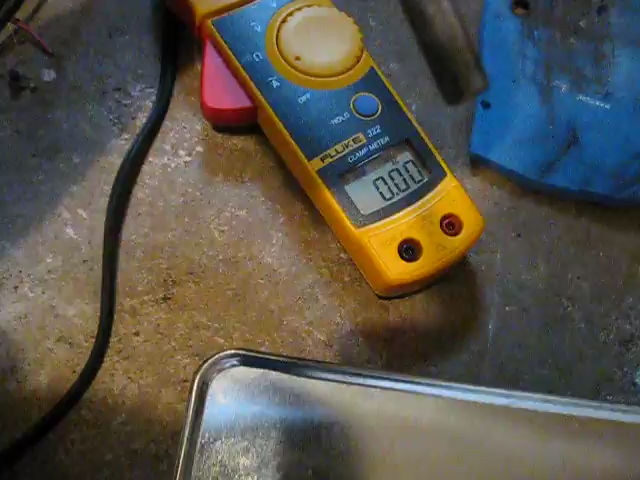 V
Ω
A
OFF
HOLD
FLUKE 322
CLAMP METER
0.00